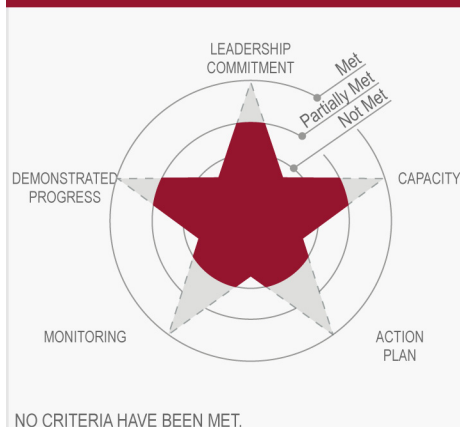 LEADERSHIP
COMMITMENT
Met
Partially Met
Not Met
DEMONSTRATED
PROGRESS
CAPACITY
MONITORING
ACTION
PLAN
NO CRITERIA HAVE BEEN MET.